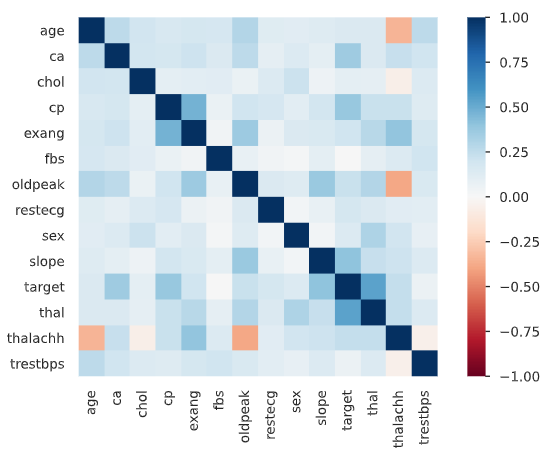 age
ca
chol
cp
exang
fbs
oldpeak
restecg
sex
slope
target
thal
thalachh
trestbps
age
ca
chol
cp
exang
fbs
oldpeak
restecg
sex
slope
target
thal
thalachh
trestbps
1.00
0.75
0.50
0.25
0.00
−0.25
−0.50
−0.75
−1.00